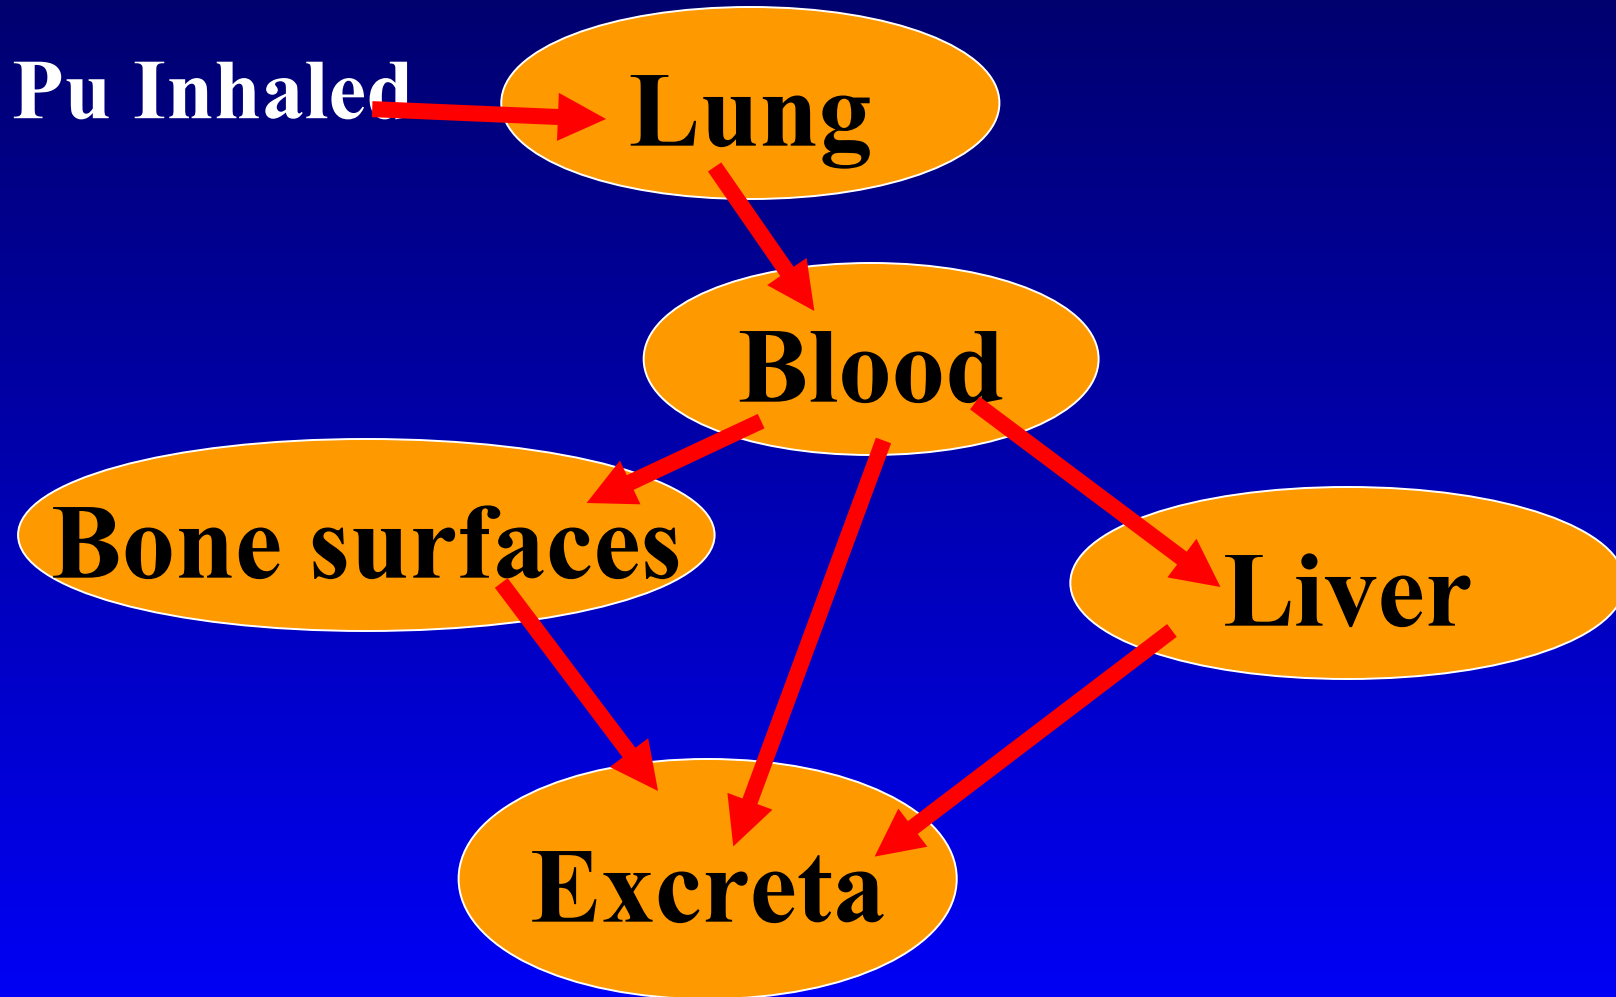 Pu Inhaled
Lung
Blood
Bone surfaces
Liver
Excreta